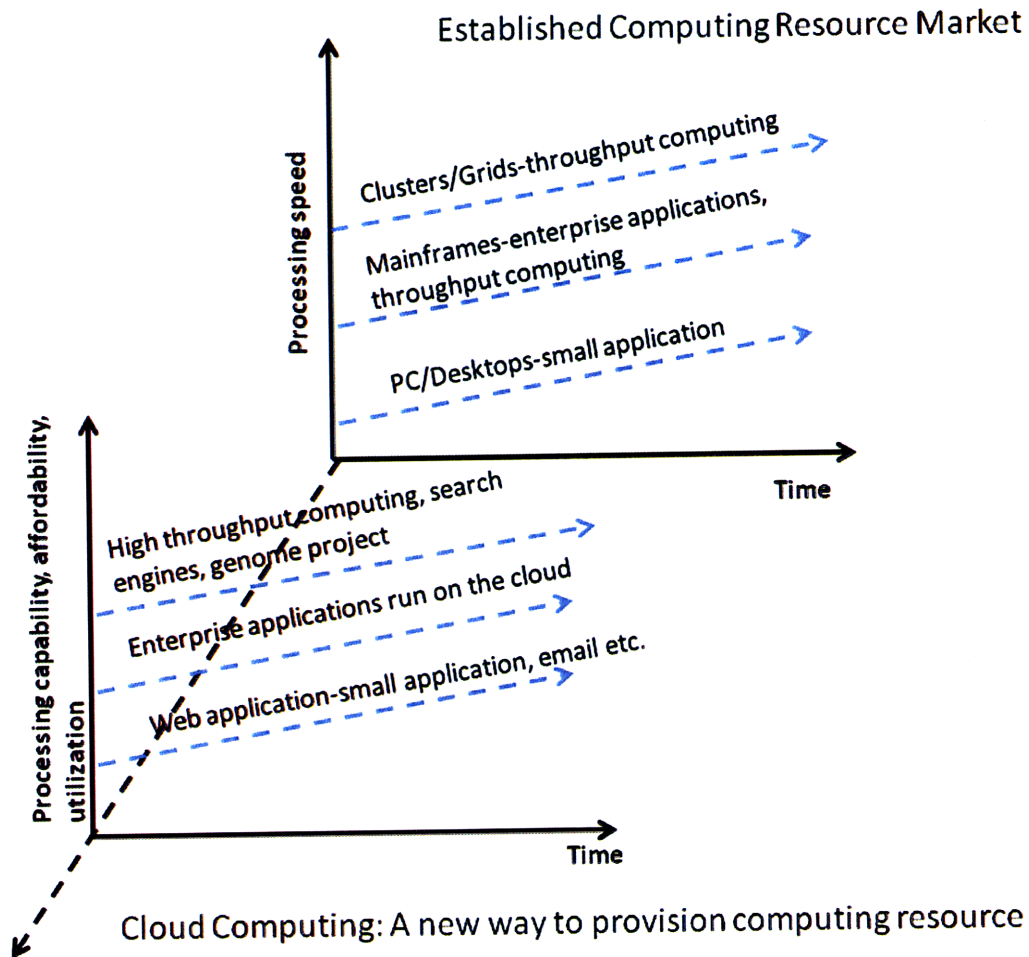 Established Computing Resource Market
Processing speed
Clusters/Grids-throughput computing
Mainframes-enterprise applications,
throughput computing
PC/Desktops-small application
Time
Processing capability, affordability,
utilization
High throughput computing, search
engines, genome project
Enterprise applications run on the cloud
Web application-small application, email etc.
Time
Cloud Computing: A new way to provision computing resource